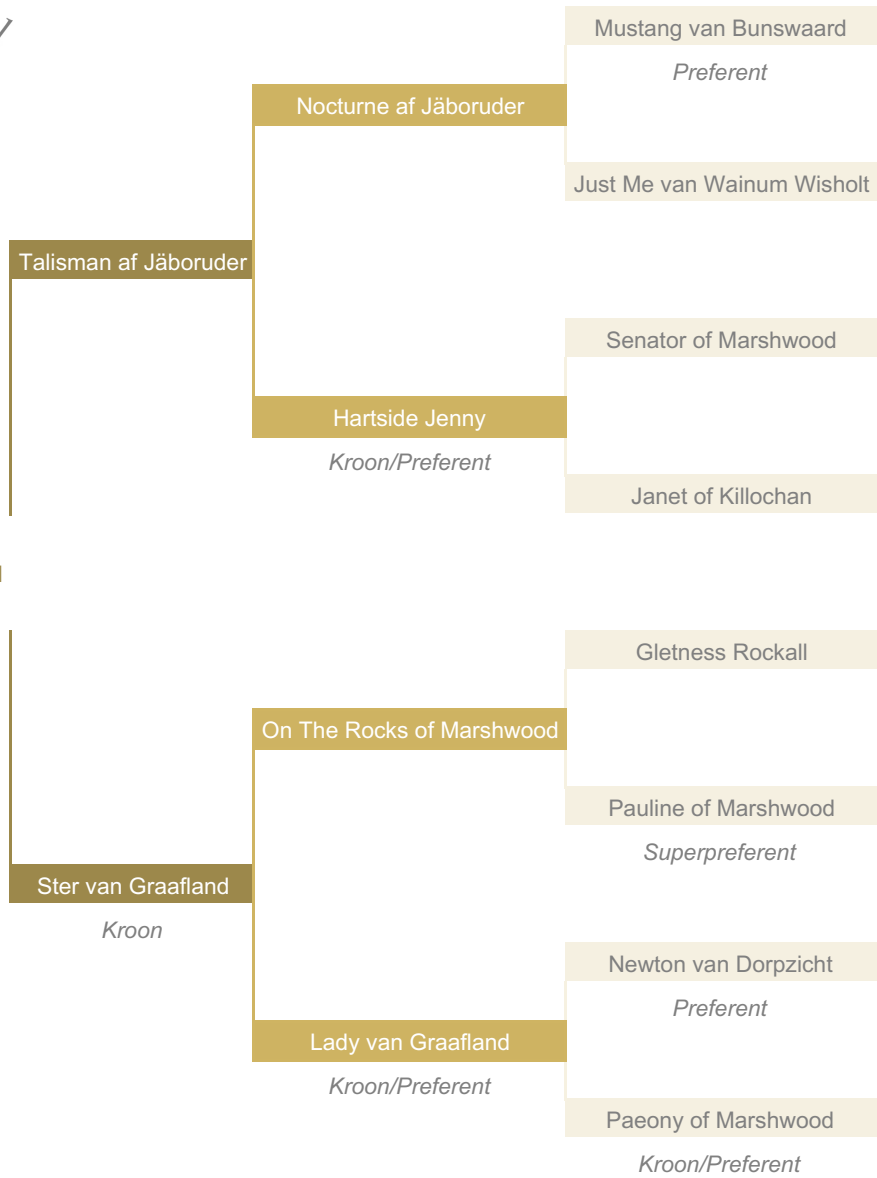 Mustang van Bunswaard
Preferent
Nocturne af Jäboruder
Just Me van Wainum Wisholt
Talisman af Jäboruder
Senator of Marshwood
Hartside Jenny
Kroon/Preferent
Janet of Killochan
Gletness Rockall
On The Rocks of Marshwood
Pauline of Marshwood
Superpreferent
Ster van Graafland
Kroon
Newton van Dorpzicht
Preferent
Lady van Graafland
Kroon/Preferent
Paeony of Marshwood
Kroon/Preferent